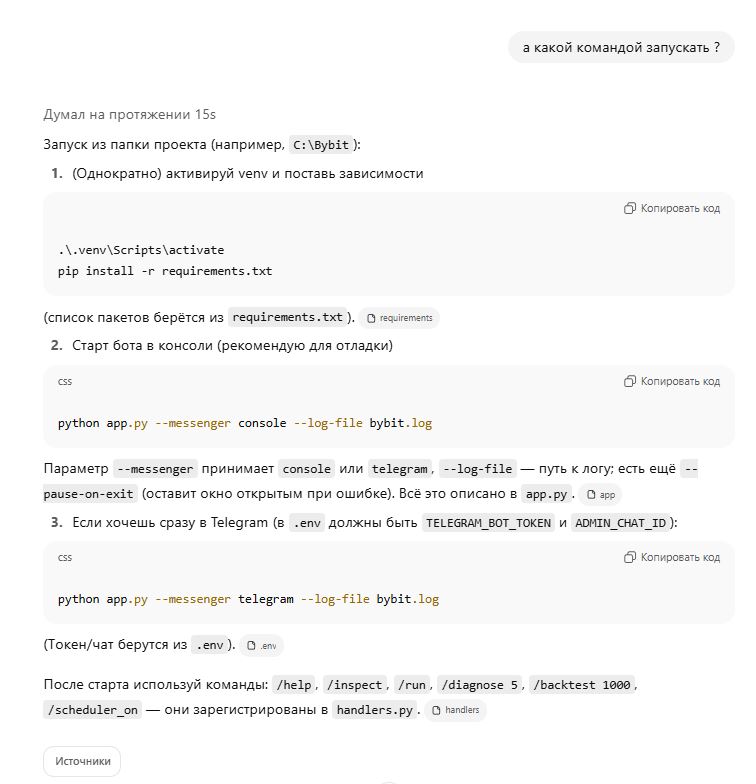 а какой командой запускать ?
Думал на протяжении 15s
Запуск из папки проекта (например, C:\Bybit):
1. (Однократно) активируй venv и поставь зависимости
Копировать код
.\.venv\Scripts\activate
pip install -r requirements.txt
(список пакетов берётся из requirements.txt). requirements
2. Старт бота в консоли (рекомендую для отладки)
css Копировать код
python app.py --messenger console --log-file bybit.log
Параметр --messenger принимает console или telegram, --log-file — путь к логу; есть ещё --
pause-on-exit (оставит окно открытым при ошибке). Всё это описано в app.py. app
3. Если хочешь сразу в Telegram (в .env должны быть TELEGRAM_BOT_TOKEN и ADMIN_CHAT_ID):
css Копировать код
python app.py --messenger telegram --log-file bybit.log
(Токен/чат берутся из .env). .env
После старта используй команды: /help, /inspect, /run, /diagnose 5, /backtest 1000,
/scheduler_on — они зарегистрированы в handlers.py. handlers
Источники